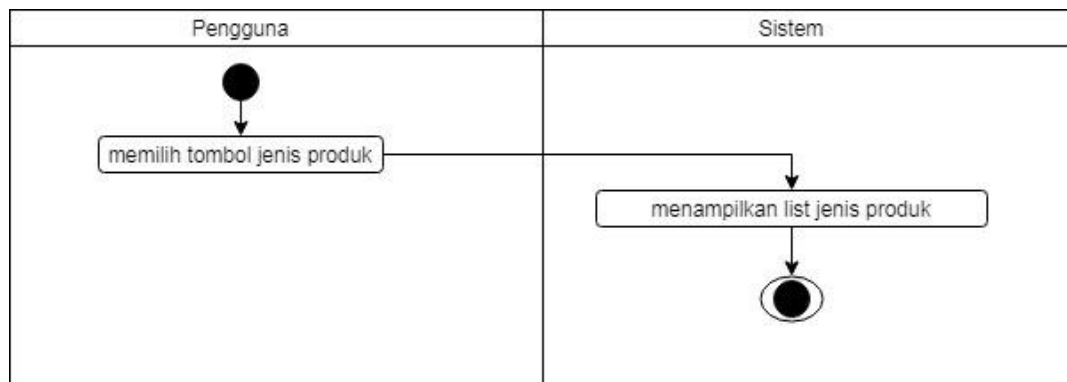 Pengguna
Sistem
memilih tombol jenis produk
menampilkan list jenis produk